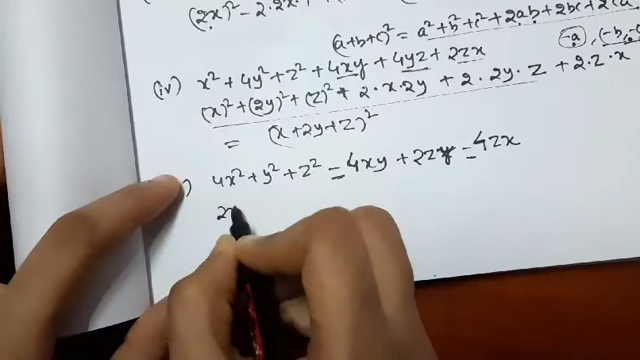 (2x)² - 2.2x.
(a+b+c)² = a²+b²+c²+2ab+2bc+2ca
-a, (-b,
(iv) x² + 4y² + z² + 4xy + 4yz + 2zx
(x)² + (2y)² + (z)² + 2.x.2y + 2.2y.z + 2.z.x
= (x+2y+z)²
) 4x² + y² + z² - 4xy + 2zy - 4zx
2x